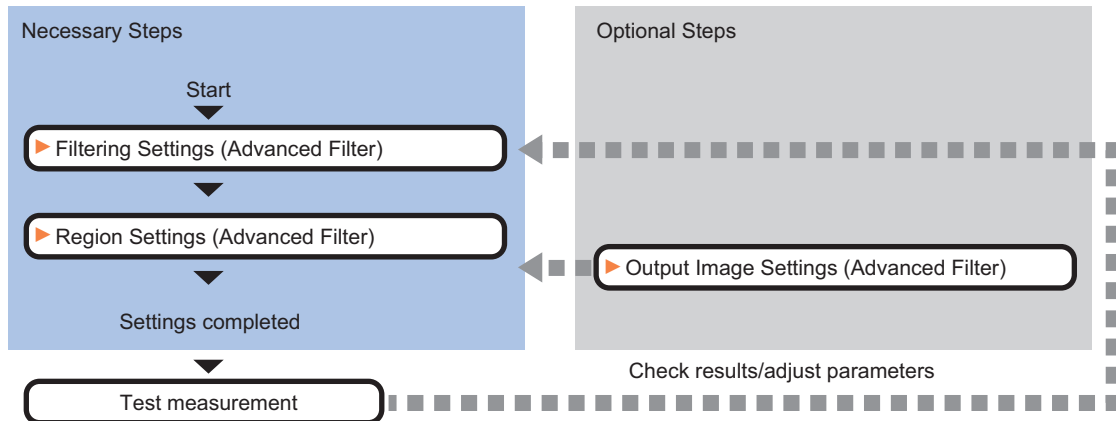 Necessary Steps
Optional Steps
Start
Filtering Settings (Advanced Filter)
Region Settings (Advanced Filter)
Output Image Settings (Advanced Filter)
Settings completed
Check results/adjust parameters
Test measurement